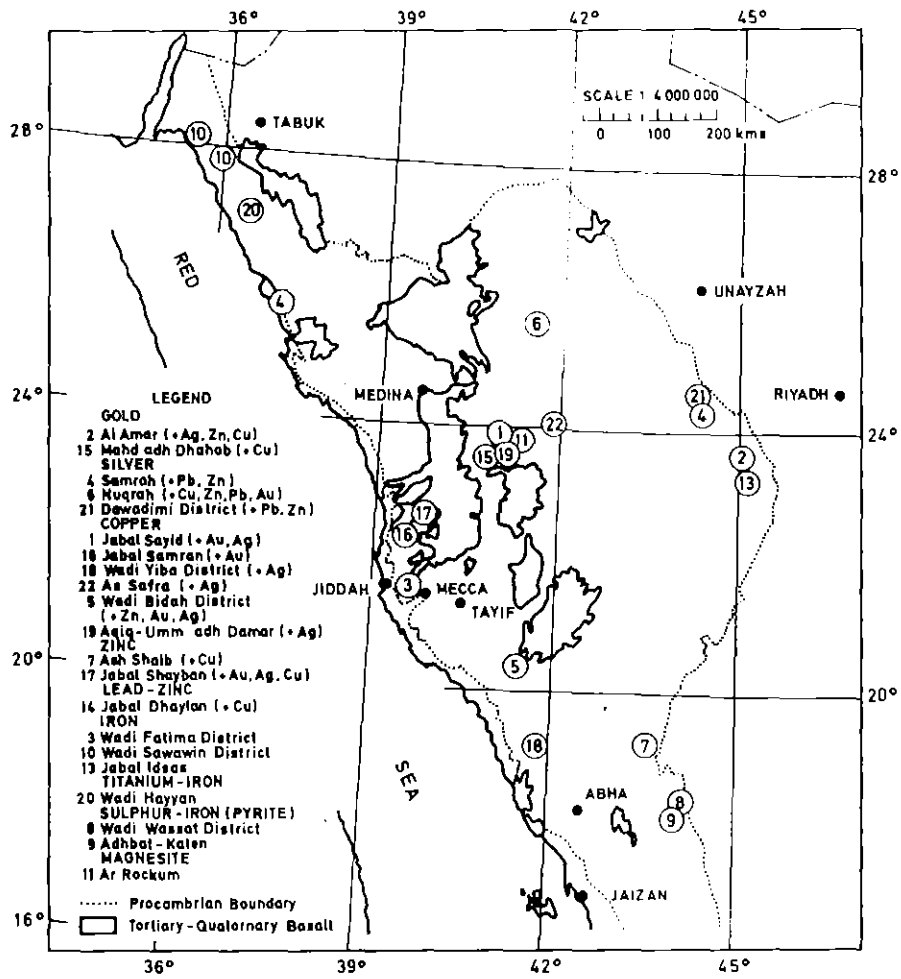 36° 39° 42° 45°
SCALE 1 4 000 000
0 100 200 kms
28°
10
TABUK
10
28°
20
RED
4
UNAYZAH
6
MEDINA
21
RIYADH
4
24°
1
22
11
15
19
24°
2
13
17
16
JIDDAH
3
MECCA
TAYIF
20°
5
20°
18
7
SEA
ABHA
8
9
JAIZAN
16°
LEGEND
GOLD
2 Al Amar (+Ag, Zn, Cu)
15 Mahd adh Dhahab (+Cu)
SILVER
4 Samrah (+Pb, Zn)
6 Nuqrah (+Cu, Zn, Pb, Au)
21 Dawadimi District (+Pb, Zn)
COPPER
1 Jabal Sayid (+Au, Ag)
16 Jabal Samran (+Au)
18 Wadi Yiba District (+Ag)
22 As Safra (+Ag)
5 Wadi Bidah District
(+Zn, Au, Ag)
19 Aqiq-Umm adh Damar (+Ag)
ZINC
7 Ash Shaib (+Cu)
17 Jabal Shayban (+Au, Ag, Cu)
LEAD-ZINC
14 Jabal Dhaylan (+Cu)
IRON
3 Wadi Fatima District
10 Wadi Sawawin District
13 Jabal Idsas
TITANIUM-IRON
20 Wadi Hayyan
SULPHUR-IRON (PYRITE)
8 Wadi Wassat District
9 Adhbat-Kalen
MAGNESITE
11 Ar Rockum
Precambrian Boundary
Tertiary-Quaternary Basalt
36° 39° 42° 45°